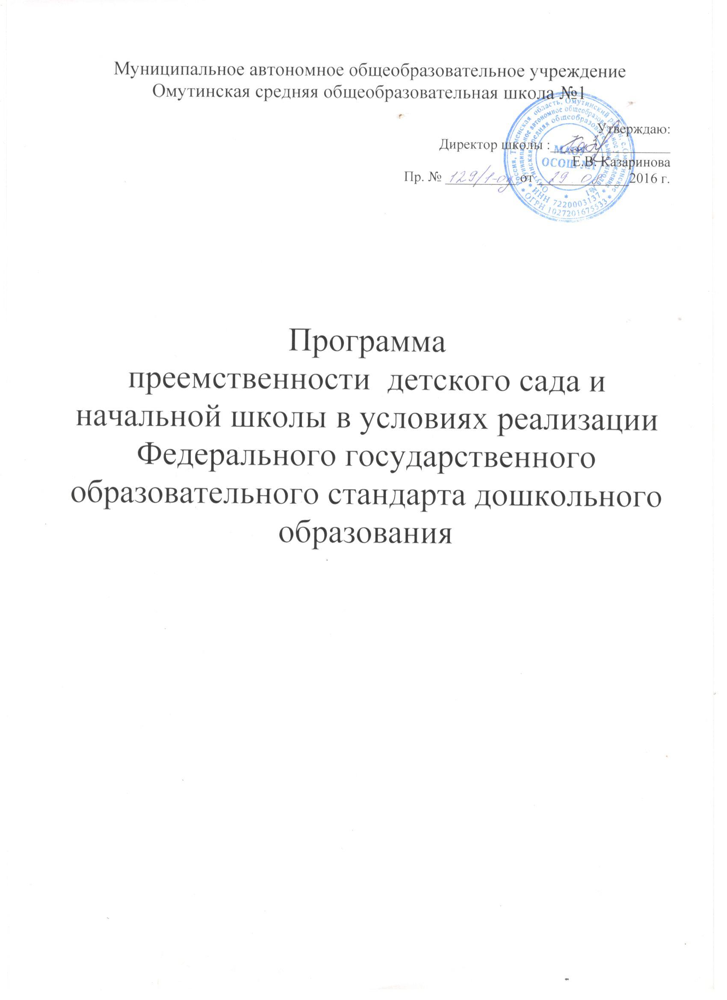 Муниципальное автономное общеобразовательное учреждение
Омутинская средняя общеобразовательная школа №1
Утверждаю:
Директор школы :
Е.В. Казаринова
Пр. № 129/1-од от 29 08 2016 г.
Россия, Тюменская область, Омутинский район, с.Омутинское
* ОГРН 1027201675533 *
Муниципальное автономное общеобразовательное учреждение
* ИНН 7220003137 *
Омутинская средняя общеобразовательная школа №1
*
МАОУ
ОСОШ №1
Программа
преемственности детского сада и
начальной школы в условиях реализации
Федерального государственного
образовательного стандарта дошкольного
образования